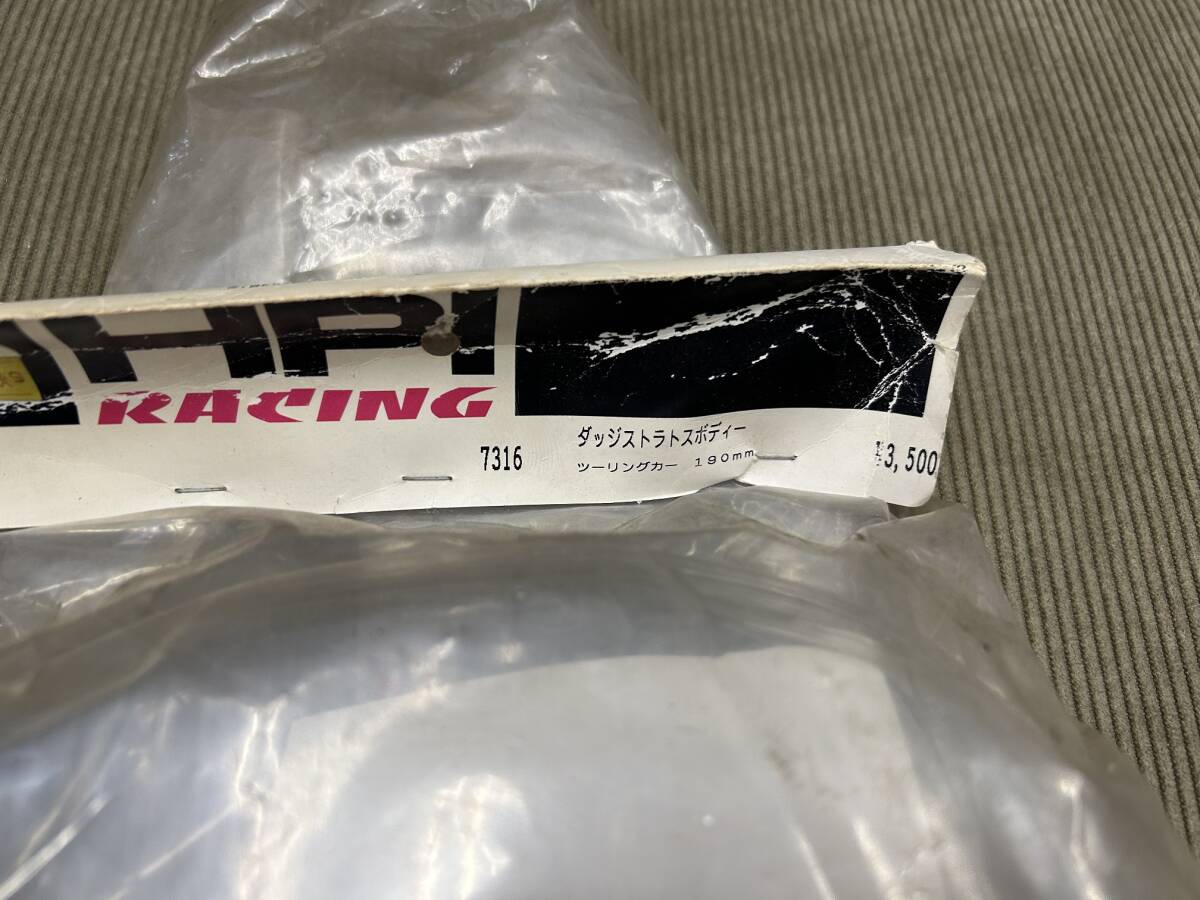 HPI
RACING
7316
ダッジストラトスボディー
ツーリングカー 190mm
¥3,500